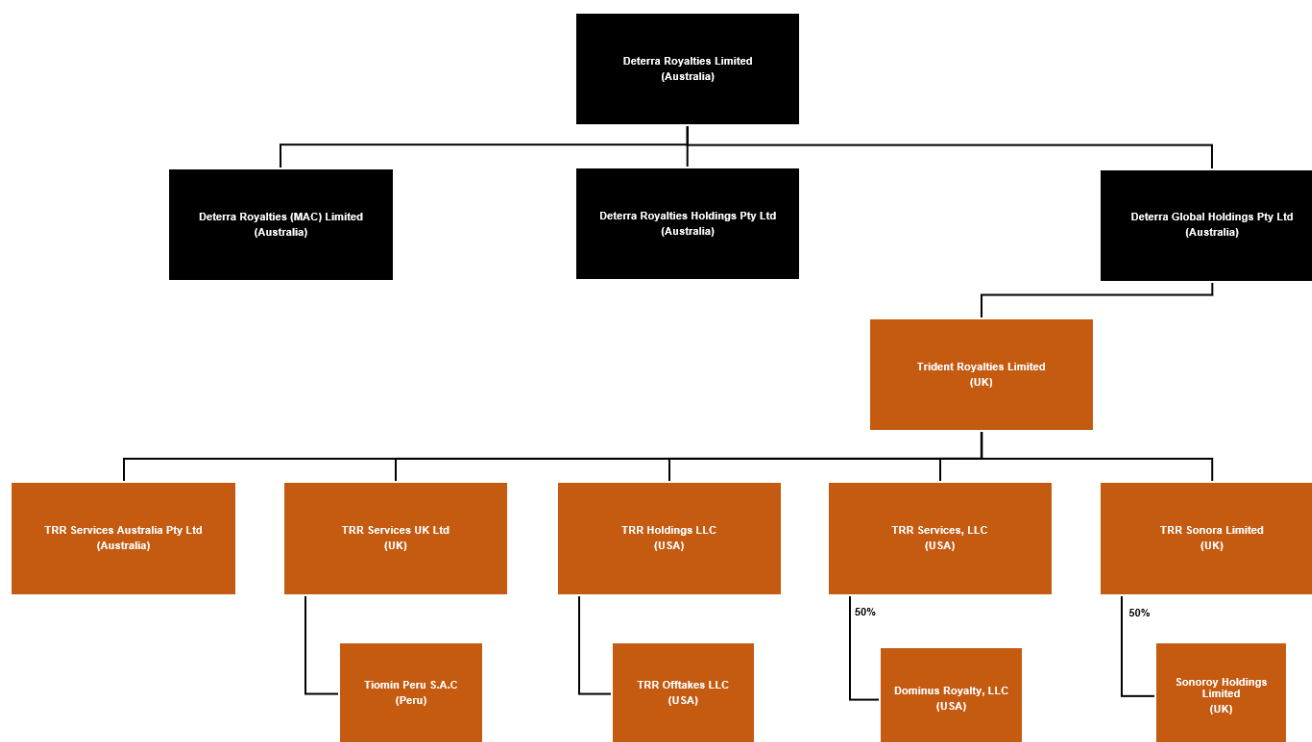 Deterra Royalties Limited
(Australia)
Deterra Royalties (MAC) Limited
(Australia)
Deterra Royalties Holdings Pty Ltd
(Australia)
Deterra Global Holdings Pty Ltd
(Australia)
Trident Royalties Limited
(UK)
TRR Services Australia Pty Ltd
(Australia)
TRR Services UK Ltd
(UK)
TRR Holdings LLC
(USA)
TRR Services, LLC
(USA)
TRR Sonora Limited
(UK)
50%
50%
Tiomin Peru S.A.C
(Peru)
TRR Offtakes LLC
(USA)
Dominus Royalty, LLC
(USA)
Sonoroy Holdings
Limited
(UK)